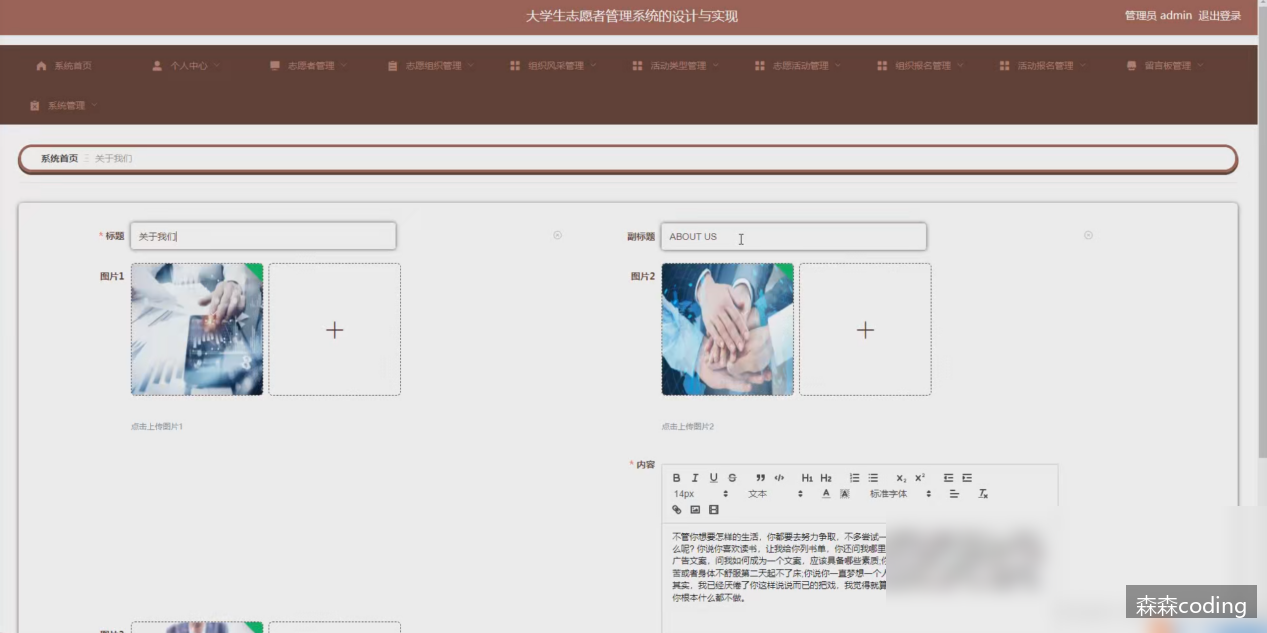 大学生志愿者管理系统的设计与实现
管理员 admin 退出登录
系统首页 个人中心 志愿者管理 志愿组织管理 组织风采管理 活动类型管理 志愿活动管理 组织报名管理 活动报名管理 留言板管理
系统管理
系统首页 关于我们
* 标题 关于我们 副标题 ABOUT US
图片1 图片2
点击上传图片1 点击上传图片2
* 内容
B I U S ” </> H1 H2 X2 X2
14px 文本 A A 标准字体
不管你想要怎样的生活，你都要去努力争取，不多尝试一
么呢？你说你喜欢读书，让我给你列书单，你还问我哪里
广告文案，问我如何成为一个文案，应该具备哪些素质;你
苦或者身体不舒服第二天起不了床;你说你一直梦想一个人
其实，我已经厌倦了你这样说说而已的把戏，我觉得就算
你根本什么都不做。
森森coding